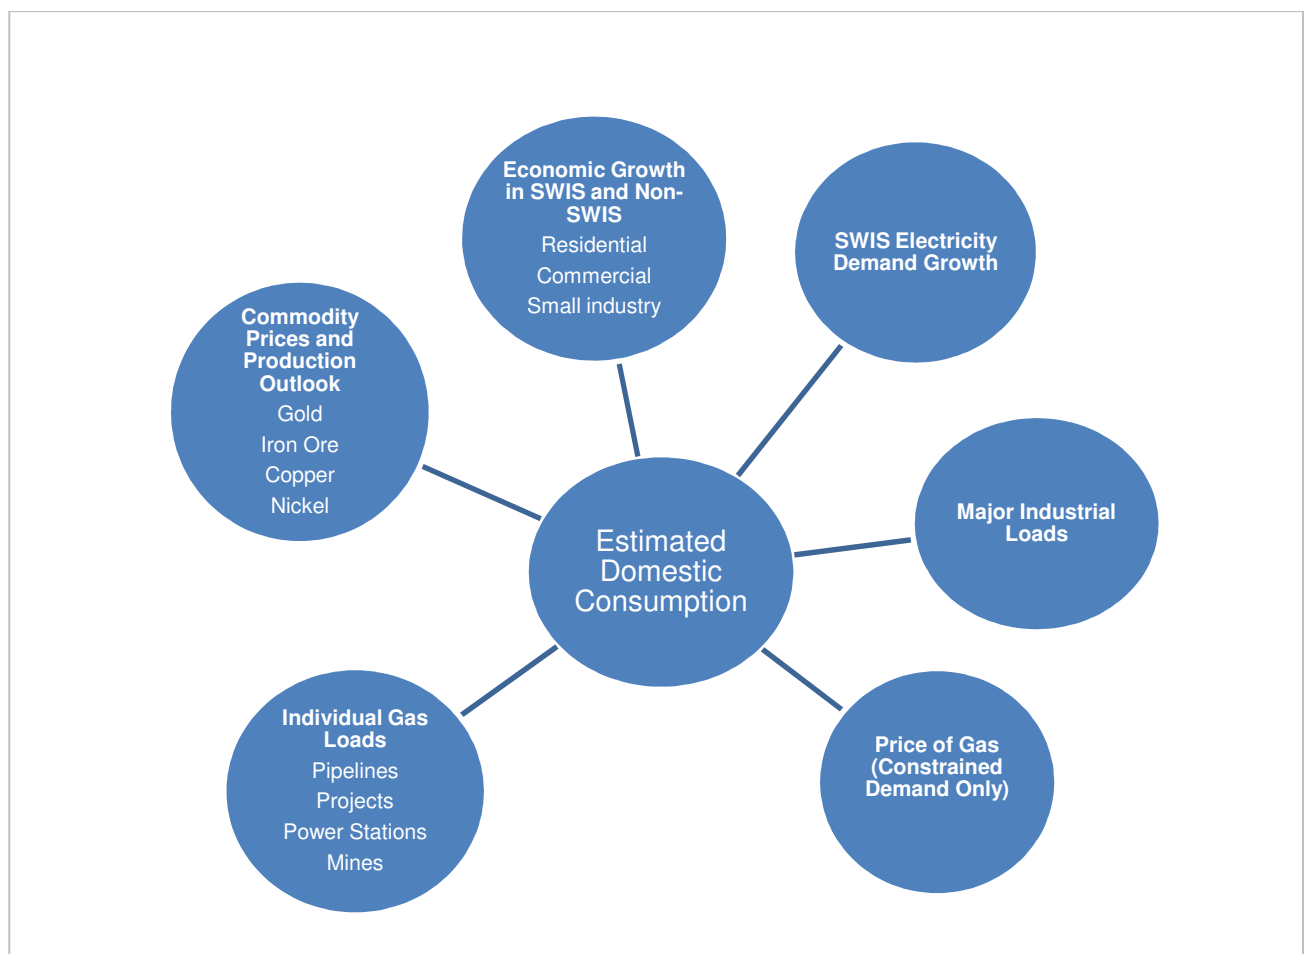 Economic Growth
in SWIS and Non-
SWIS
Residential
Commercial
Small industry
SWIS Electricity
Demand Growth
Commodity
Prices and
Production
Outlook
Gold
Iron Ore
Copper
Nickel
Major Industrial
Loads
Estimated
Domestic
Consumption
Individual Gas
Loads
Pipelines
Projects
Power Stations
Mines
Price of Gas
(Constrained
Demand Only)